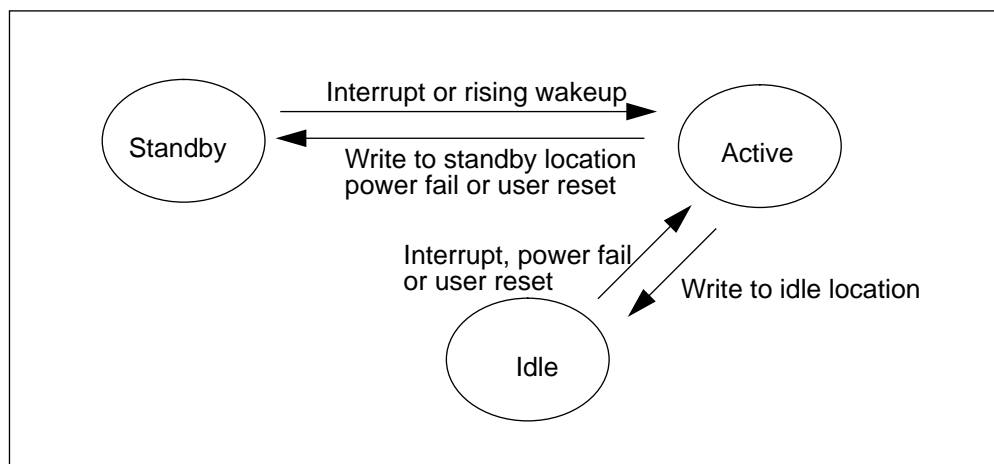 Interrupt or rising wakeup
Standby
Active
Write to standby location
power fail or user reset
Interrupt, power fail
or user reset
Write to idle location
Idle